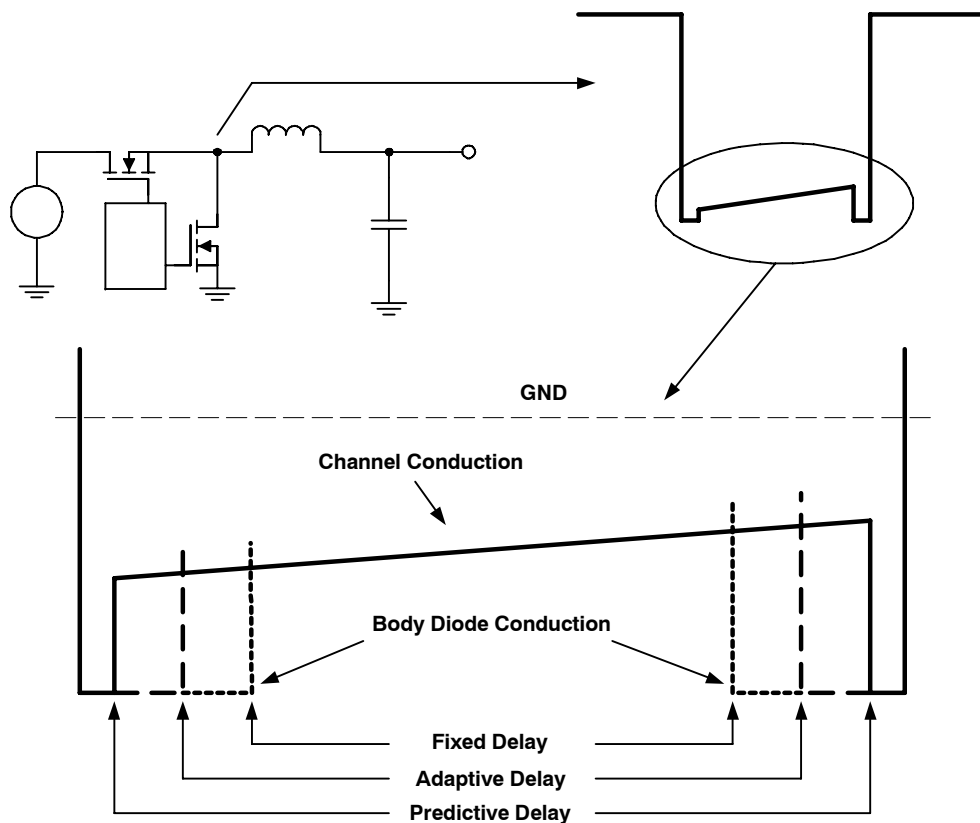 GND
Channel Conduction
Body Diode Conduction
Fixed Delay
Adaptive Delay
Predictive Delay